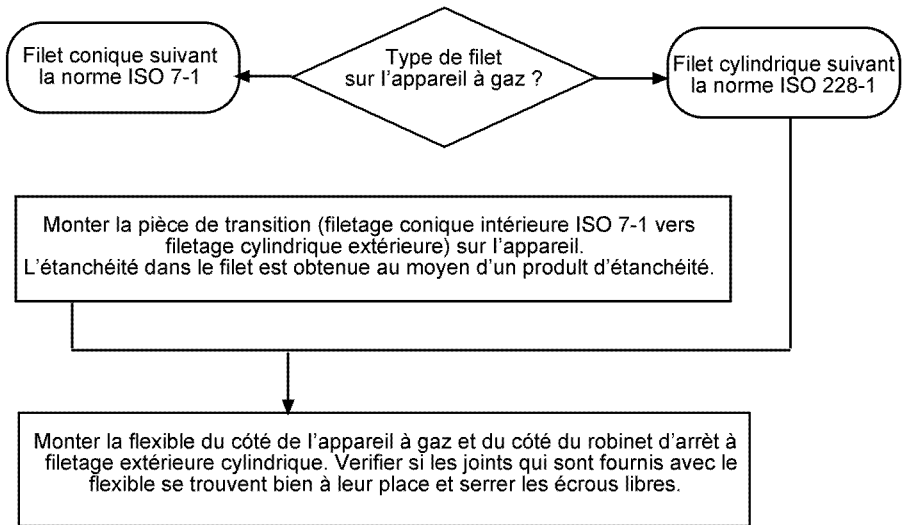 Filet conique suivant
la norme ISO 7-1
Type de filet
sur l'appareil à gaz ?
Filet cylindrique suivant
la norme ISO 228-1
Monter la pièce de transition (filetage conique intérieure ISO 7-1 vers
filetage cylindrique extérieure) sur l'appareil.
L'étanchéité dans le filet est obtenue au moyen d'un prodult d'étanchéité.
Monter la flexible du cóté de l'appareil à gaz et du cóté du robinet d'arrèt à
filetage extérieure cylindrique. Verifier si les joints qui sont fournis avec le
flexible se trouvent bien à leur place et serrer les écrous libres.